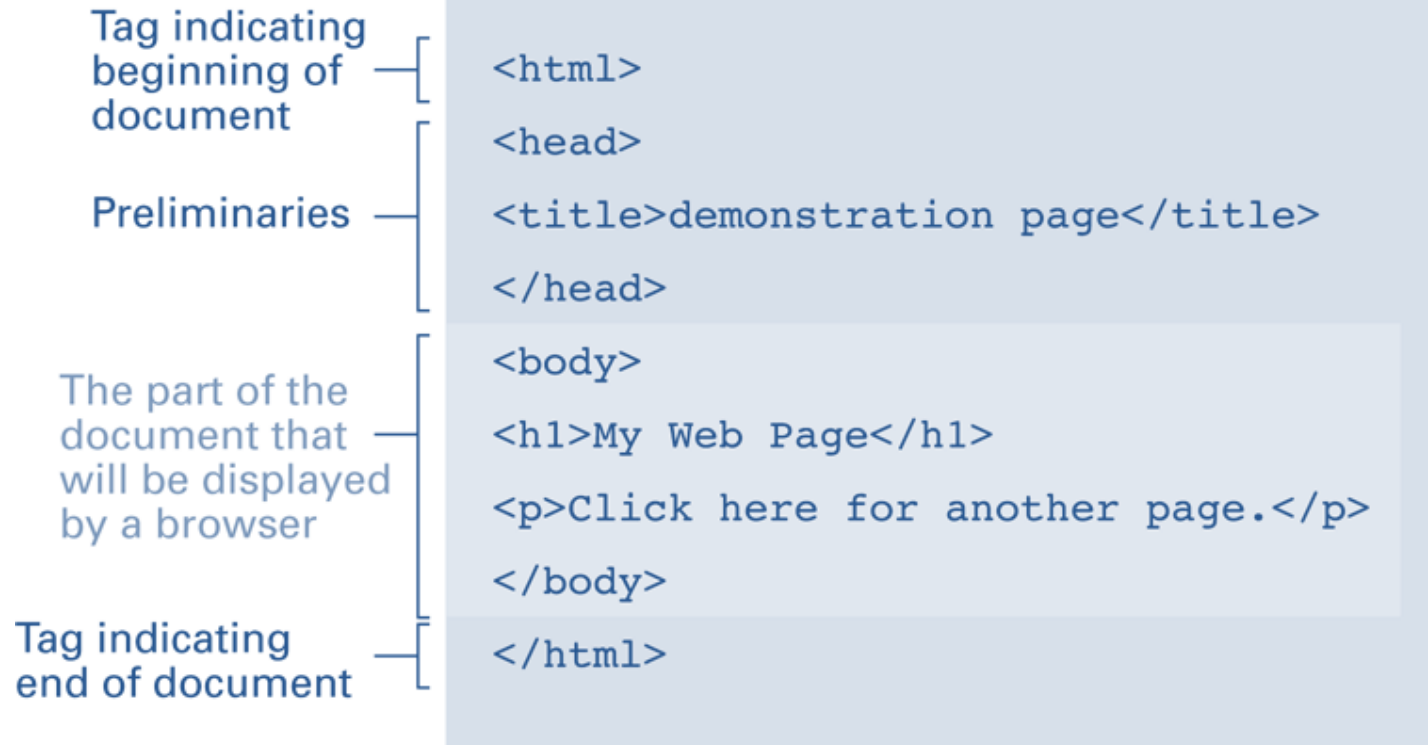 Tag indicating
beginning of
document
<html>
<head>
Preliminaries
<title>demonstration page</title>
</head>
The part of the
document that
will be displayed
by a browser
<body>
<h1>My Web Page</h1>
<p>Click here for another page.</p>
</body>
Tag indicating
end of document
</html>